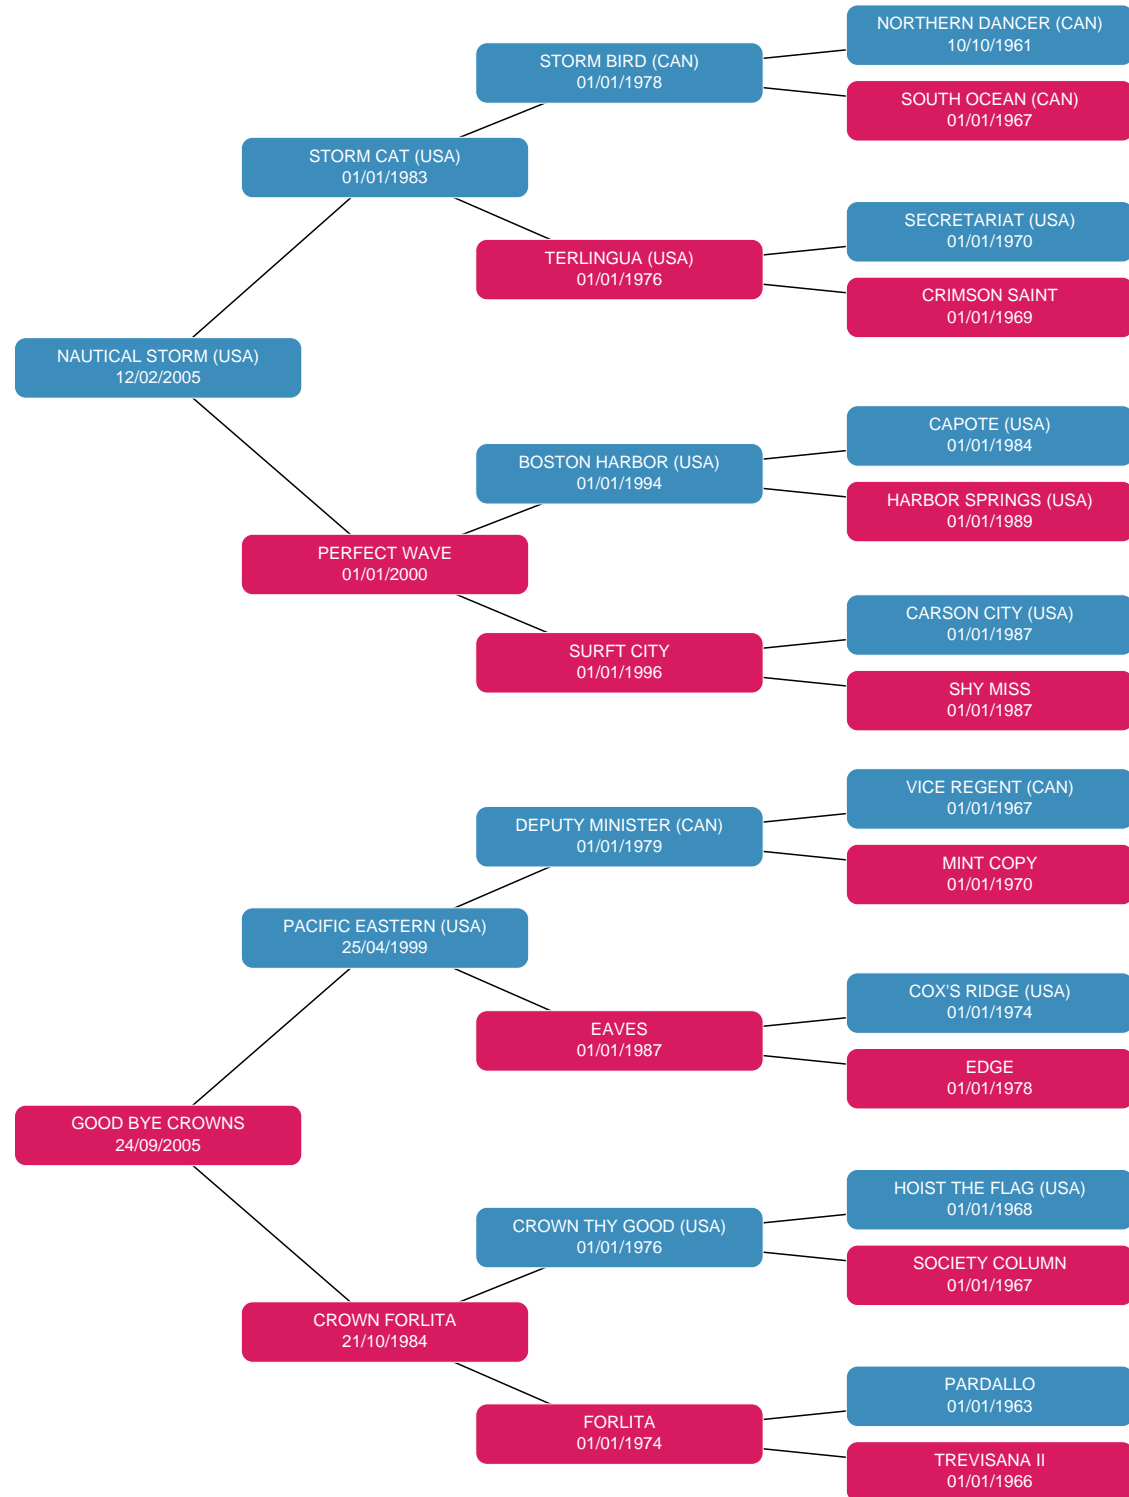 NORTHERN DANCER (CAN)
10/10/1961
STORM BIRD (CAN)
01/01/1978
SOUTH OCEAN (CAN)
01/01/1967
STORM CAT (USA)
01/01/1983
SECRETARIAT (USA)
01/01/1970
TERLINGUA (USA)
01/01/1976
CRIMSON SAINT
01/01/1969
NAUTICAL STORM (USA)
12/02/2005
CAPOTE (USA)
01/01/1984
BOSTON HARBOR (USA)
01/01/1994
HARBOR SPRINGS (USA)
01/01/1989
PERFECT WAVE
01/01/2000
CARSON CITY (USA)
01/01/1987
SURFT CITY
01/01/1996
SHY MISS
01/01/1987
VICE REGENT (CAN)
01/01/1967
DEPUTY MINISTER (CAN)
01/01/1979
MINT COPY
01/01/1970
PACIFIC EASTERN (USA)
25/04/1999
COX'S RIDGE (USA)
01/01/1974
EAVES
01/01/1987
EDGE
01/01/1978
GOOD BYE CROWNS
24/09/2005
HOIST THE FLAG (USA)
01/01/1968
CROWN THY GOOD (USA)
01/01/1976
SOCIETY COLUMN
01/01/1967
CROWN FORLITA
21/10/1984
PARDALLO
01/01/1963
FORLITA
01/01/1974
TREVISANA II
01/01/1966